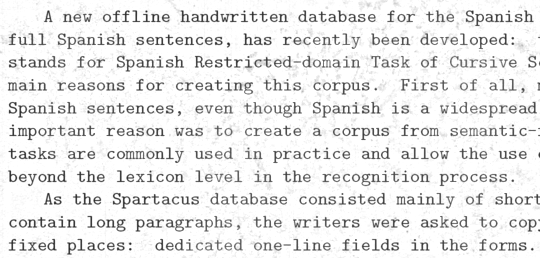 A new offline handwritten database for the Spanish
full Spanish sentences, has recently been developed:
stands for Spanish Restricted-domain Task of Cursive
main reasons for creating this corpus. First of all,
Spanish sentences, even though Spanish is a widespread
important reason was to create a corpus from semantic-
tasks are commonly used in practice and allow the use
beyond the lexicon level in the recognition process.
As the Spartacus database consisted mainly of short
contain long paragraphs, the writers were asked to copy
fixed places: dedicated one-line fields in the forms.